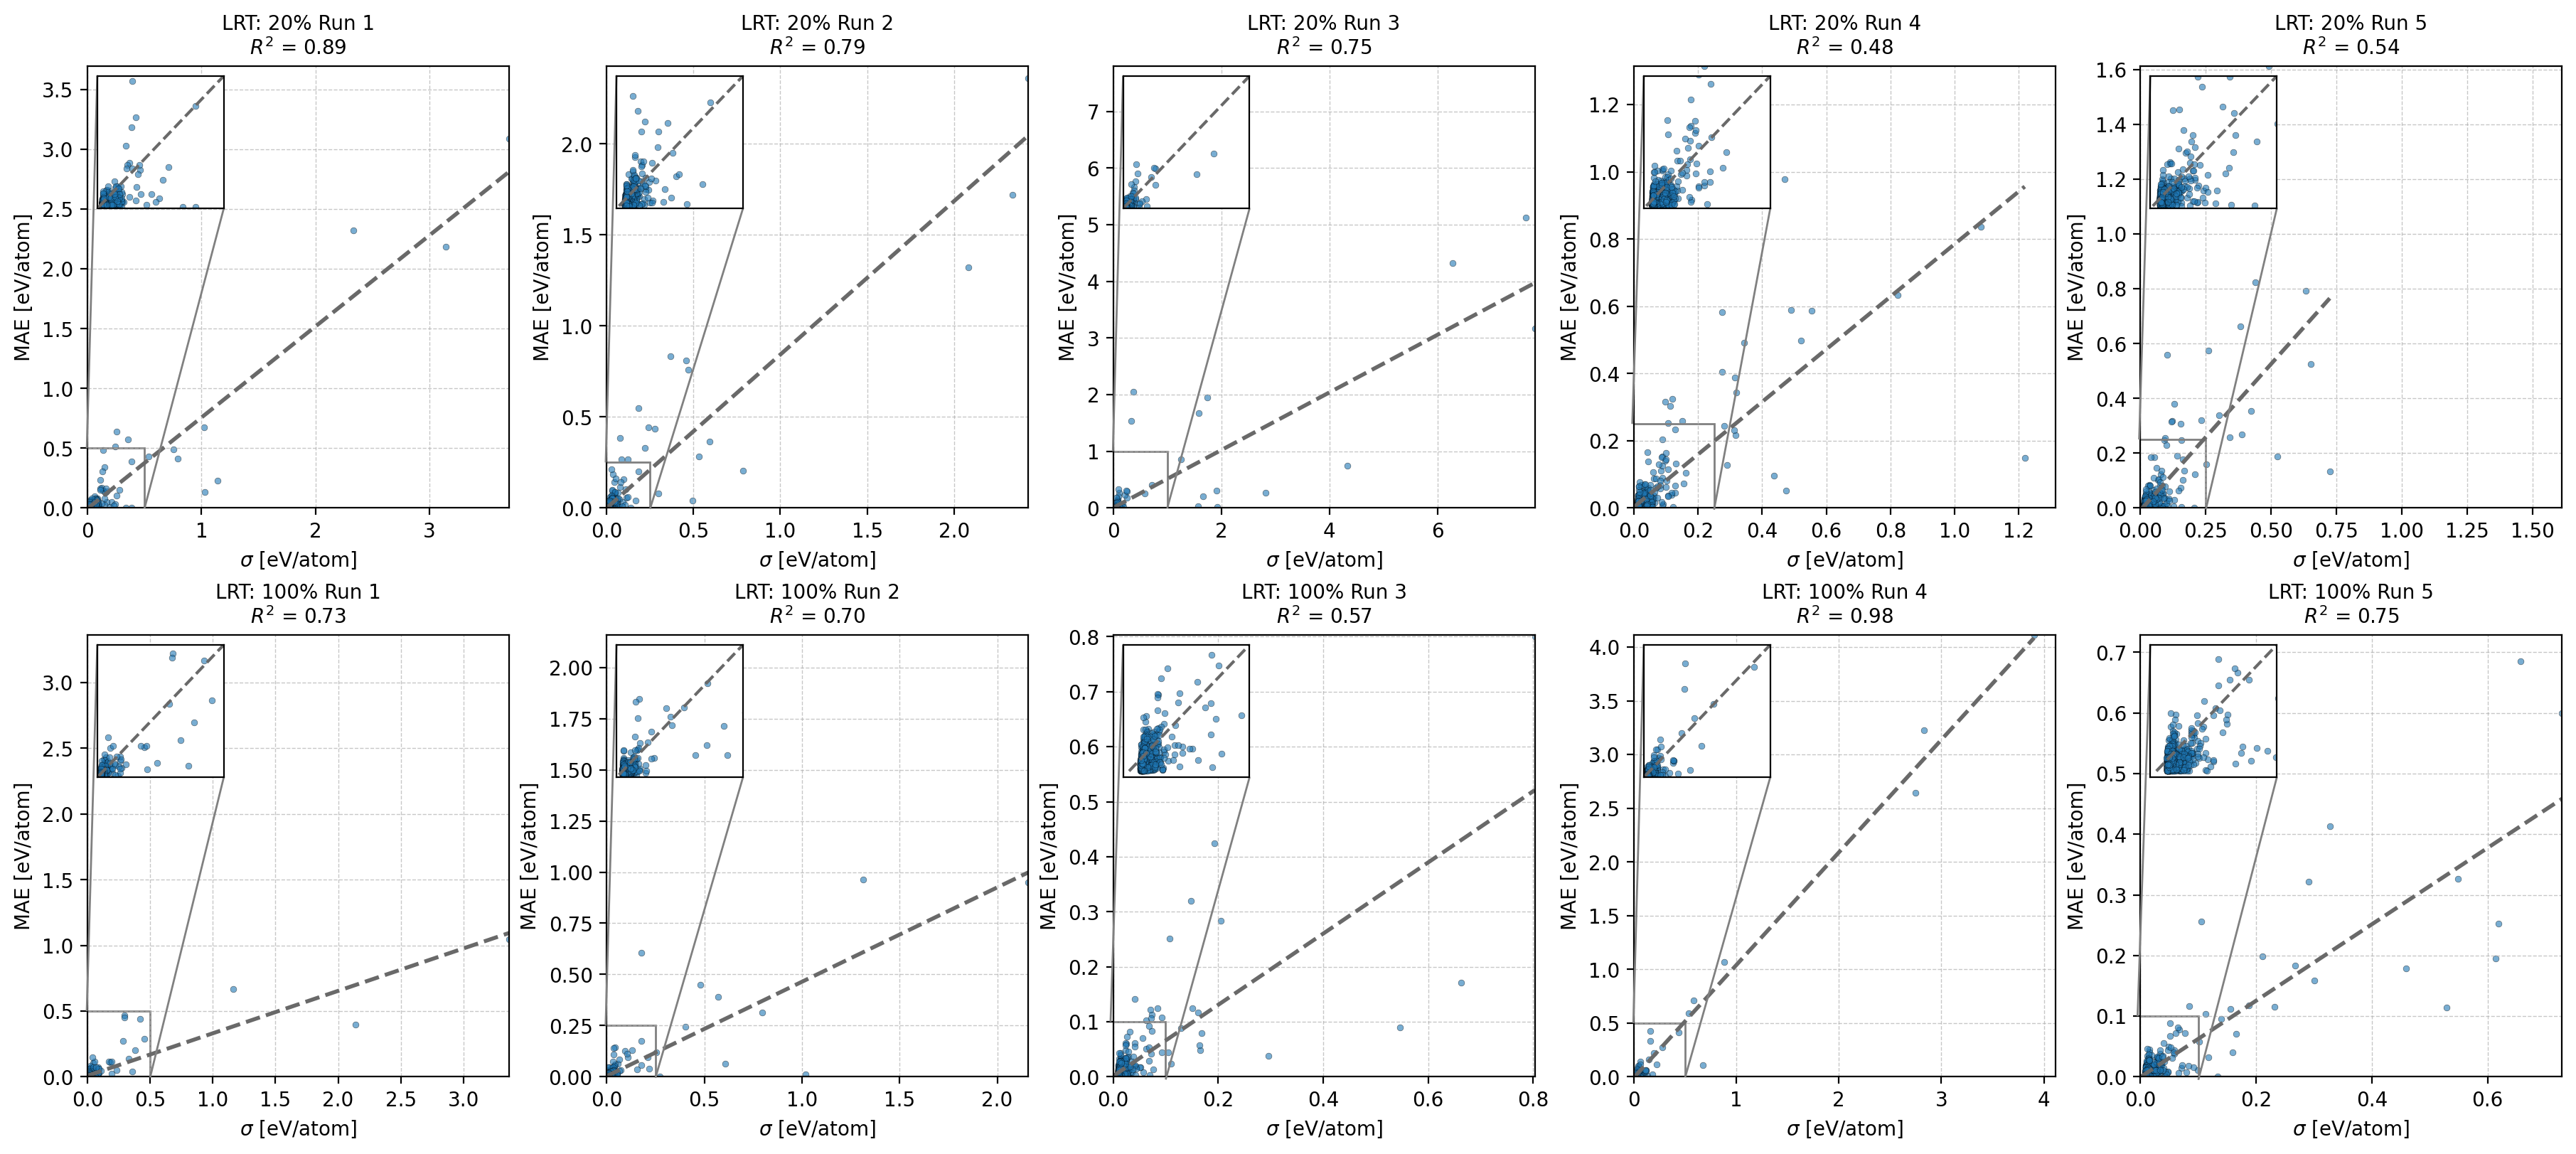 LRT: 20% Run 1
R² = 0.89
MAE [eV/atom]
3.5
3.0
2.5
2.0
1.5
1.0
0.5
0.0
0 1 2 3
σ [eV/atom]
LRT: 20% Run 2
R² = 0.79
MAE [eV/atom]
2.0
1.5
1.0
0.5
0.0
0.0 0.5 1.0 1.5 2.0
σ [eV/atom]
LRT: 20% Run 3
R² = 0.75
MAE [eV/atom]
7
6
5
4
3
2
1
0
0 2 4 6
σ [eV/atom]
LRT: 20% Run 4
R² = 0.48
MAE [eV/atom]
1.2
1.0
0.8
0.6
0.4
0.2
0.0
0.0 0.2 0.4 0.6 0.8 1.0 1.2
σ [eV/atom]
LRT: 20% Run 5
R² = 0.54
MAE [eV/atom]
1.6
1.4
1.2
1.0
0.8
0.6
0.4
0.2
0.0
0.0 0.25 0.50 0.75 1.00 1.25 1.50
σ [eV/atom]
LRT: 100% Run 1
R² = 0.73
MAE [eV/atom]
3.0
2.5
2.0
1.5
1.0
0.5
0.0
0.0 0.5 1.0 1.5 2.0 2.5 3.0
σ [eV/atom]
LRT: 100% Run 2
R² = 0.70
MAE [eV/atom]
2.00
1.75
1.50
1.25
1.00
0.75
0.50
0.25
0.00
0.0 0.5 1.0 1.5 2.0
σ [eV/atom]
LRT: 100% Run 3
R² = 0.57
MAE [eV/atom]
0.8
0.7
0.6
0.5
0.4
0.3
0.2
0.1
0.0
0.0 0.2 0.4 0.6 0.8
σ [eV/atom]
LRT: 100% Run 4
R² = 0.98
MAE [eV/atom]
4.0
3.5
3.0
2.5
2.0
1.5
1.0
0.5
0.0
0 1 2 3 4
σ [eV/atom]
LRT: 100% Run 5
R² = 0.75
MAE [eV/atom]
0.7
0.6
0.5
0.4
0.3
0.2
0.1
0.0
0.0 0.2 0.4 0.6
σ [eV/atom]